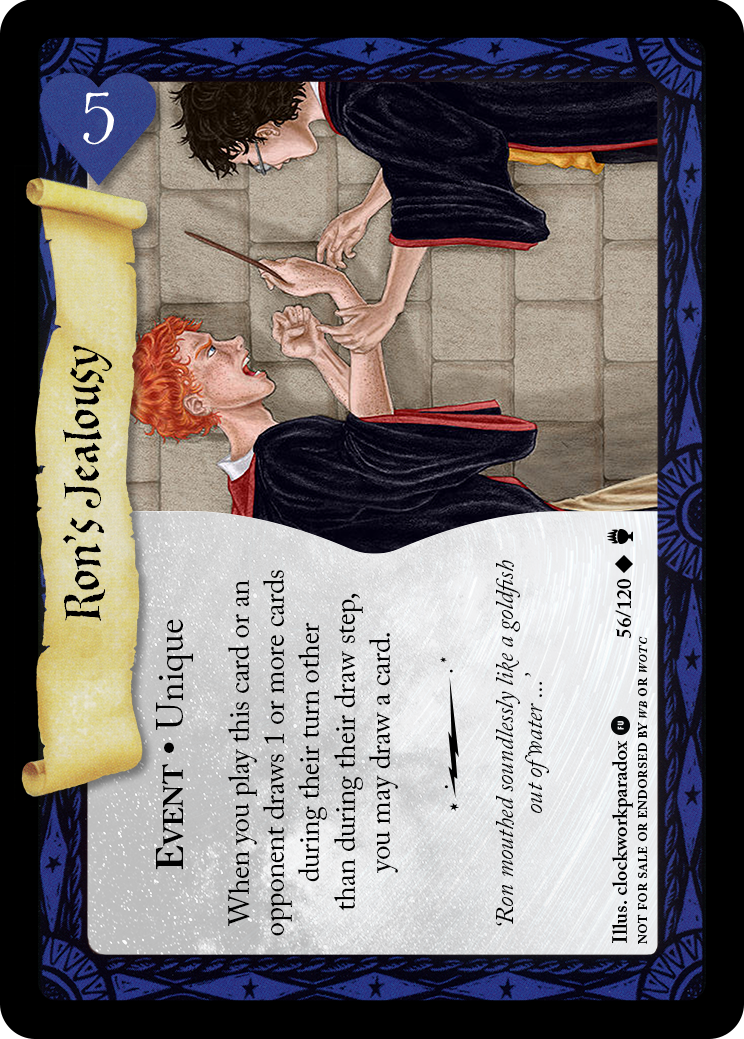 5
Ron's Jealousy
EVENT • Unique
When you play this card or an
opponent draws 1 or more cards
during their turn other
than during their draw step,
you may draw a card.
'Ron mouthed soundlessly like a goldfish
out of water ...'
Illus. clockworkparadox FU 56/120
NOT FOR SALE OR ENDORSED BY WB OR WOTC